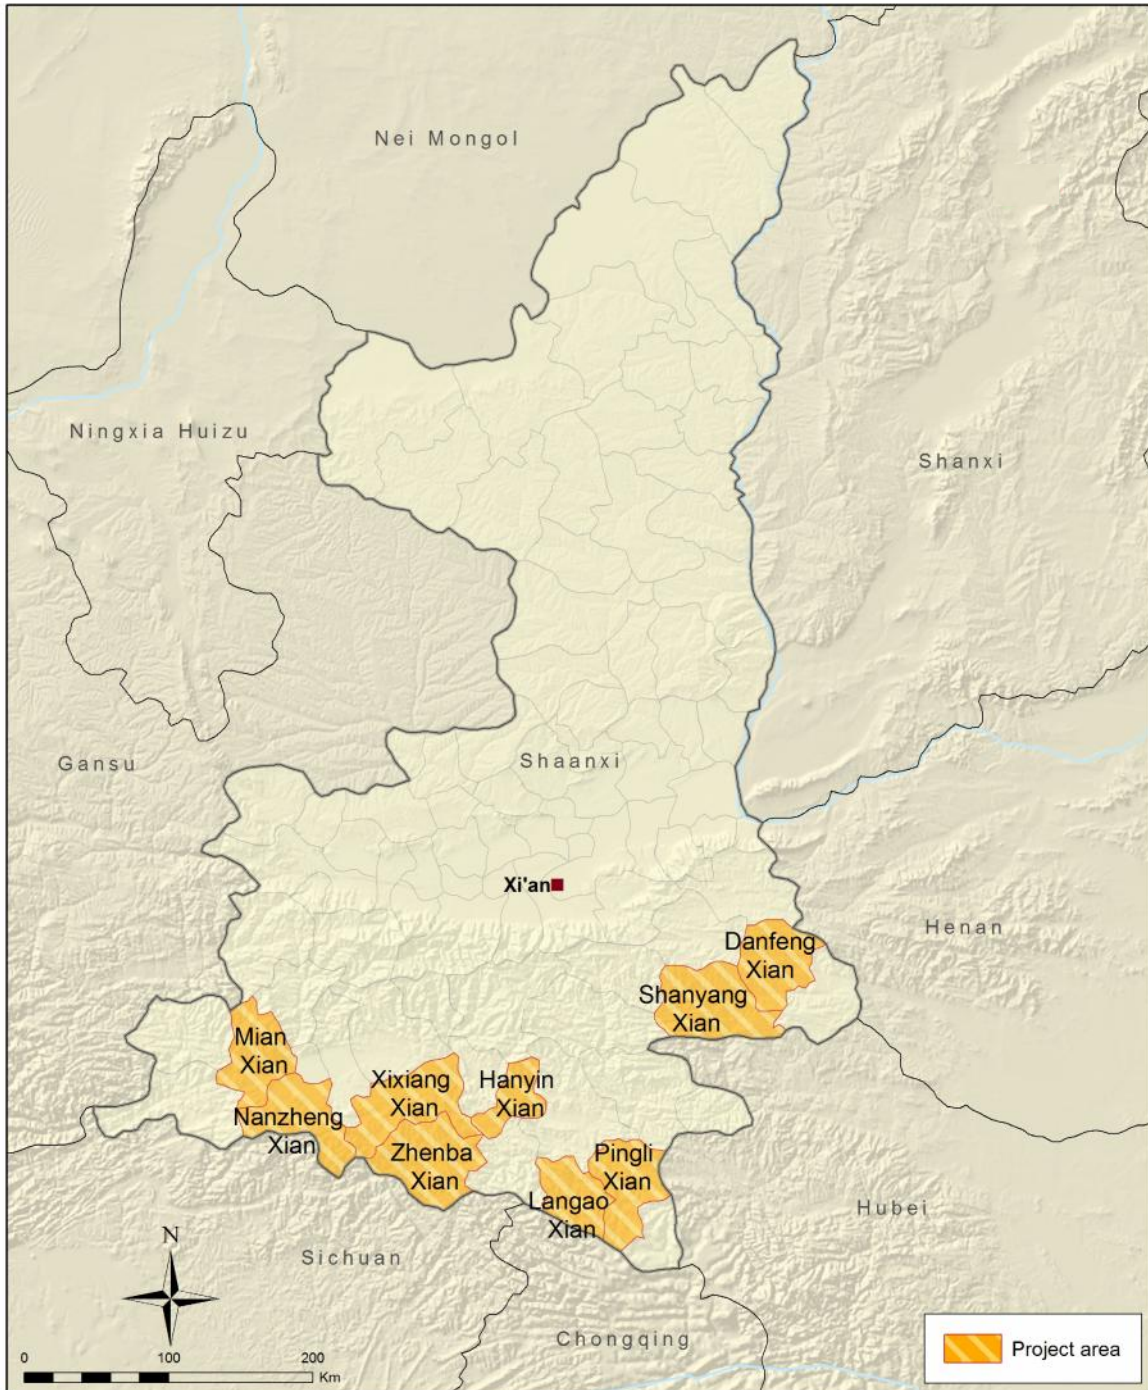 Nei Mongol
Ningxia Huizu
Shanxi
Gansu
Shaanxi
Xi'an
Henan
Danfeng
Xian
Shanyang
Xian
Mian
Xian
Xixiang
Xian
Hanyin
Xian
Nanzheng
Xian
Zhenba
Xian
Pingli
Xian
Langao
Xian
Hubei
N
Sichuan
Chongqing
Project area
0 100 200
Km